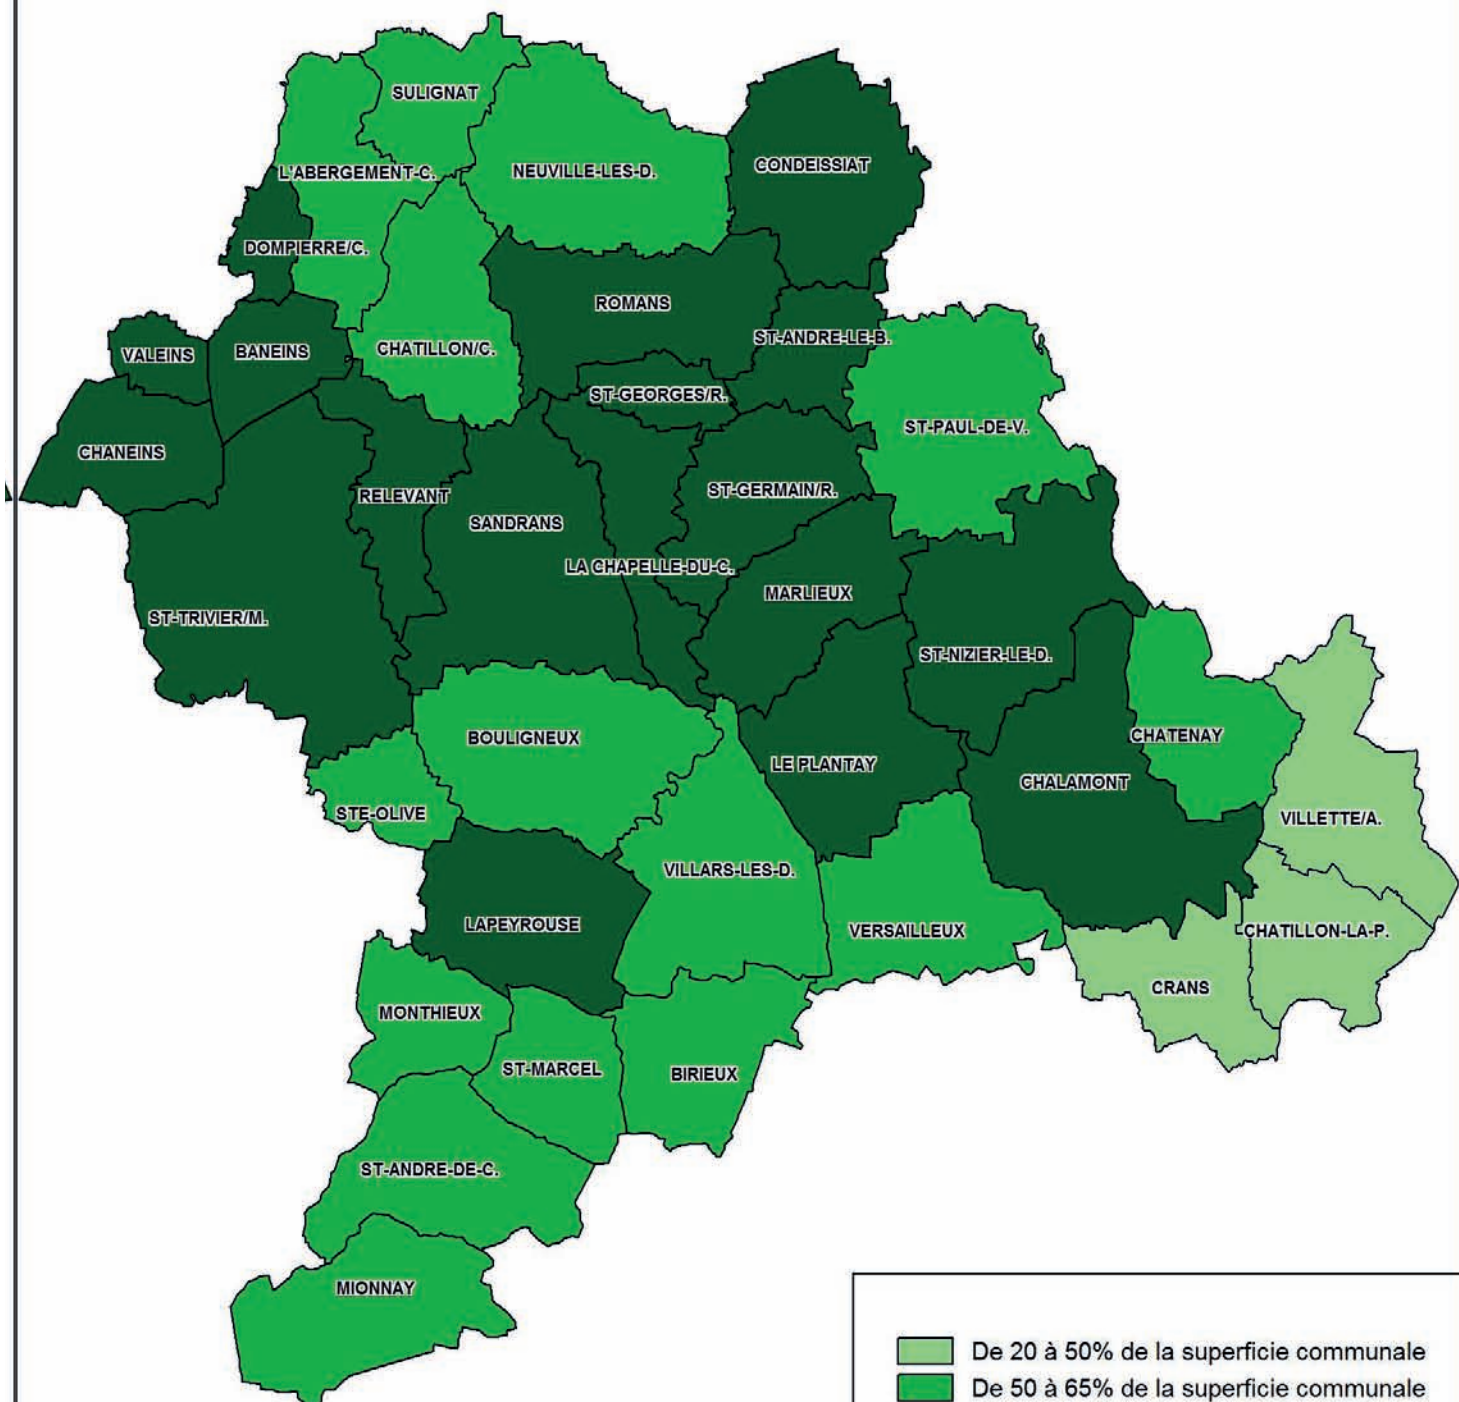 SULIGNAT
L'ABERGEMENT-C.
NEUVILLE-LES-D.
CONDEISSIAT
DOMPIERRE/C.
ROMANS
VALEINS
BANEINS
CHATILLON/C.
ST-ANDRE-LE-B.
ST-GEORGES/R.
CHANEINS
ST-PAUL-DE-V.
RELEVANT
ST-GERMAIN/R.
SANDRANS
LA CHAPELLE-DU-C.
MARLIEUX
ST-TRIVIER/M.
ST-NIZIER-LE-D.
BOULIGNEUX
CHATENAY
LE PLANTAY
CHALAMONT
STE-OLIVE
VILLETTE/A.
VILLARS-LES-D.
LAPEYROUSE
VERSAILLEUX
CHATILLON-LA-P.
CRANS
MONTHIEUX
ST-MARCEL
BIRIEUX
ST-ANDRE-DE-C.
MIONNAY
De 20 à 50% de la superficie communale
De 50 à 65% de la superficie communale